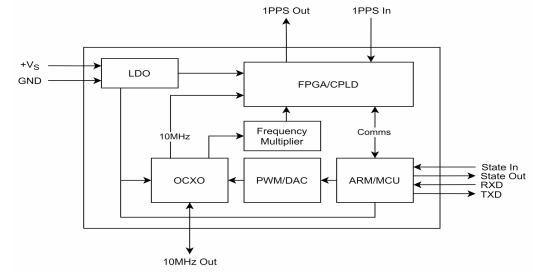 1PPS Out
1PPS In
+VS
GND
LDO
FPGA/CPLD
10MHz
Frequency
Multiplier
Comms
OCXO
PWM/DAC
ARM/MCU
State In
State Out
RXD
TXD
10MHz Out